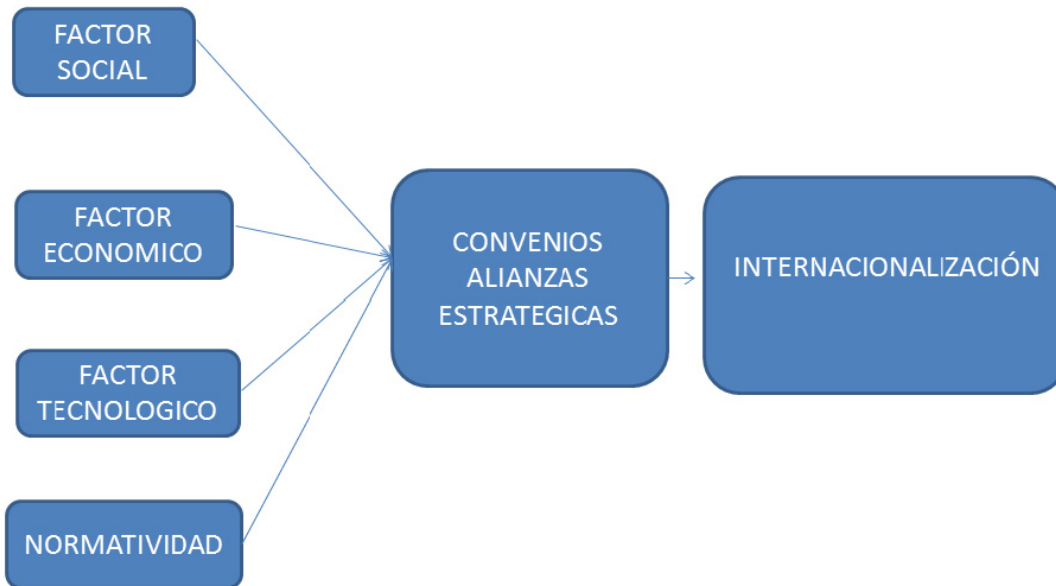 FACTOR
SOCIAL
FACTOR
ECONOMICO
FACTOR
TECNOLOGICO
NORMATIVIDAD
CONVENIOS
ALIANZAS
ESTRATEGICAS
INTERNACIONALIZACIÓN